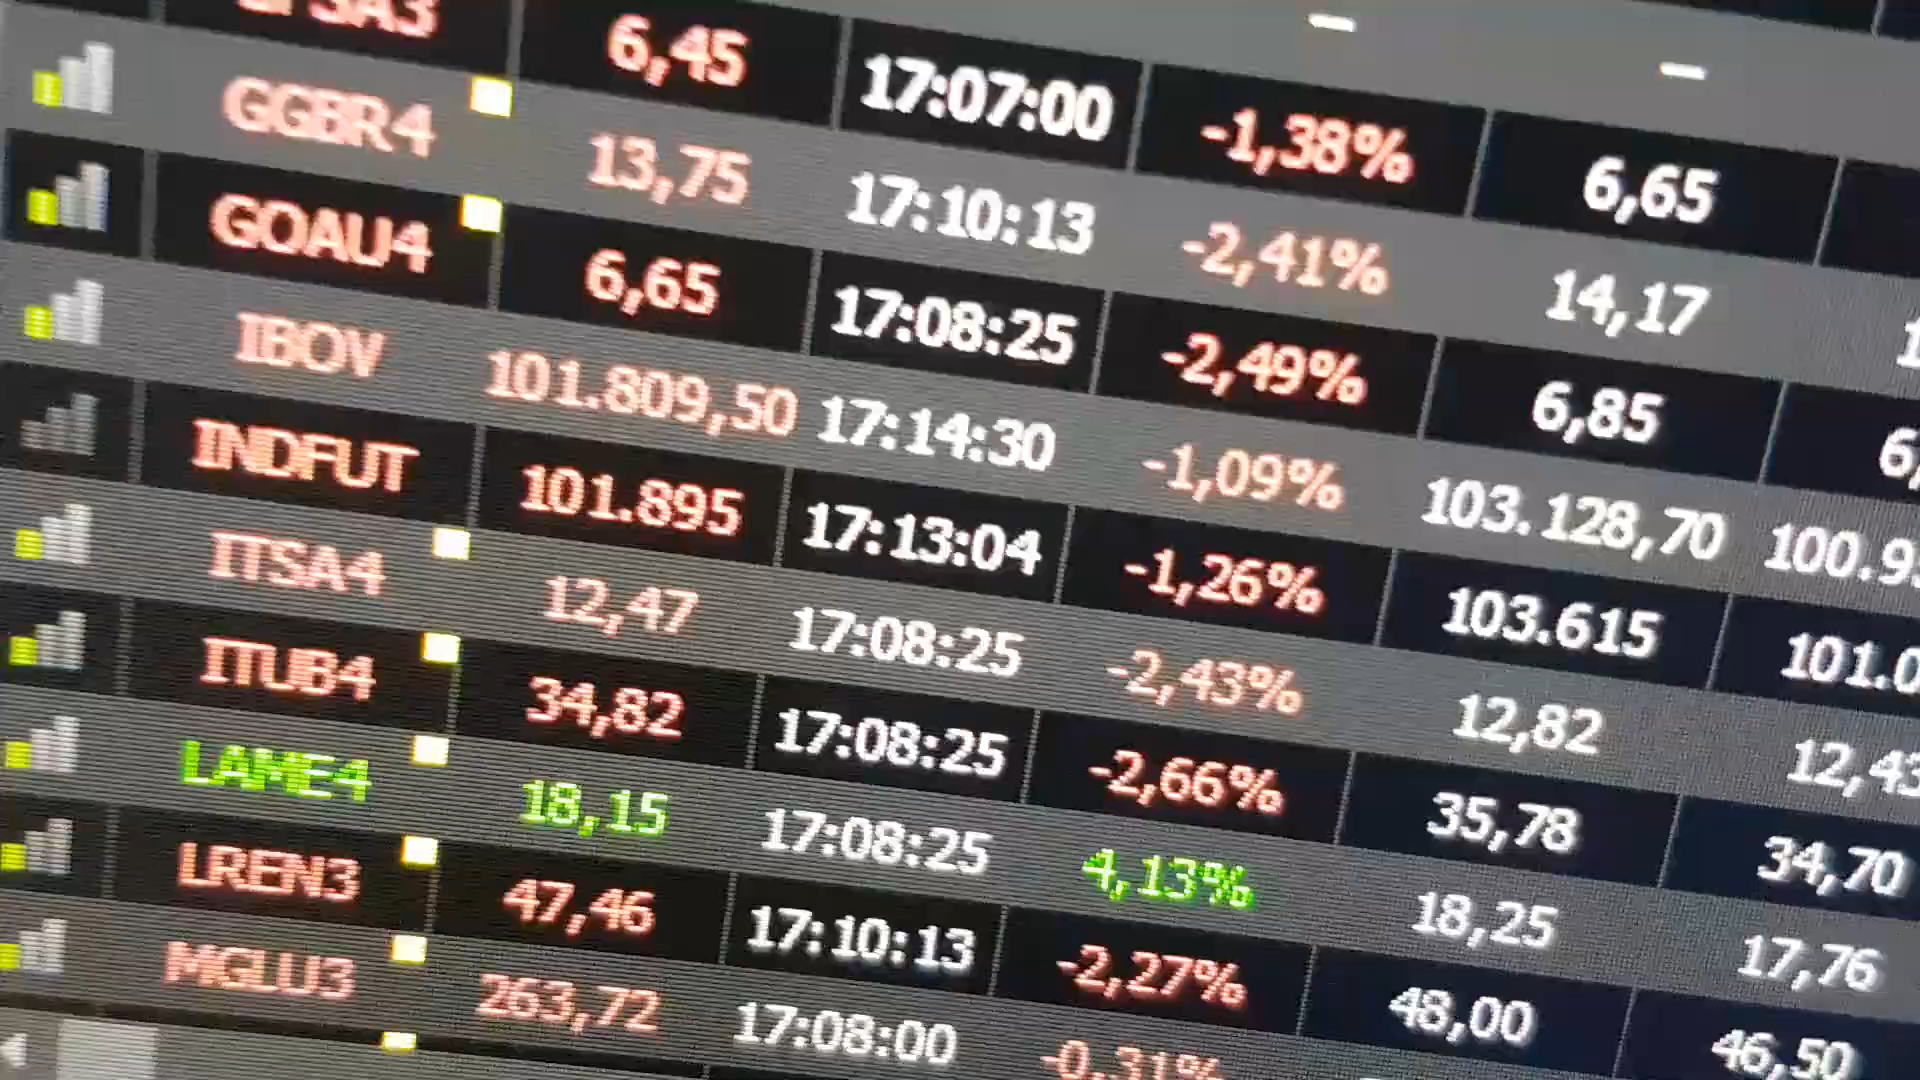 6,45 17:07:00 -1,38% 6,65
GGBR4 13,75 17:10:13 -2,41% 14,17
GOAU4 6,65 17:08:25 -2,49% 6,85
IBOV 101.809,50 17:14:30 -1,09% 103.128,70
INDFUT 101.895 17:13:04 -1,26% 103.615
ITSA4 12,47 17:08:25 -2,43% 12,82 12,43
ITUB4 34,82 17:08:25 -2,66% 35,78 34,70
LAME4 18,15 17:08:25 4,13% 18,25 17,76
LREN3 47,46 17:10:13 -2,27% 48,00 46,50
MGLU3 263,72 17:08:00 -0,31%